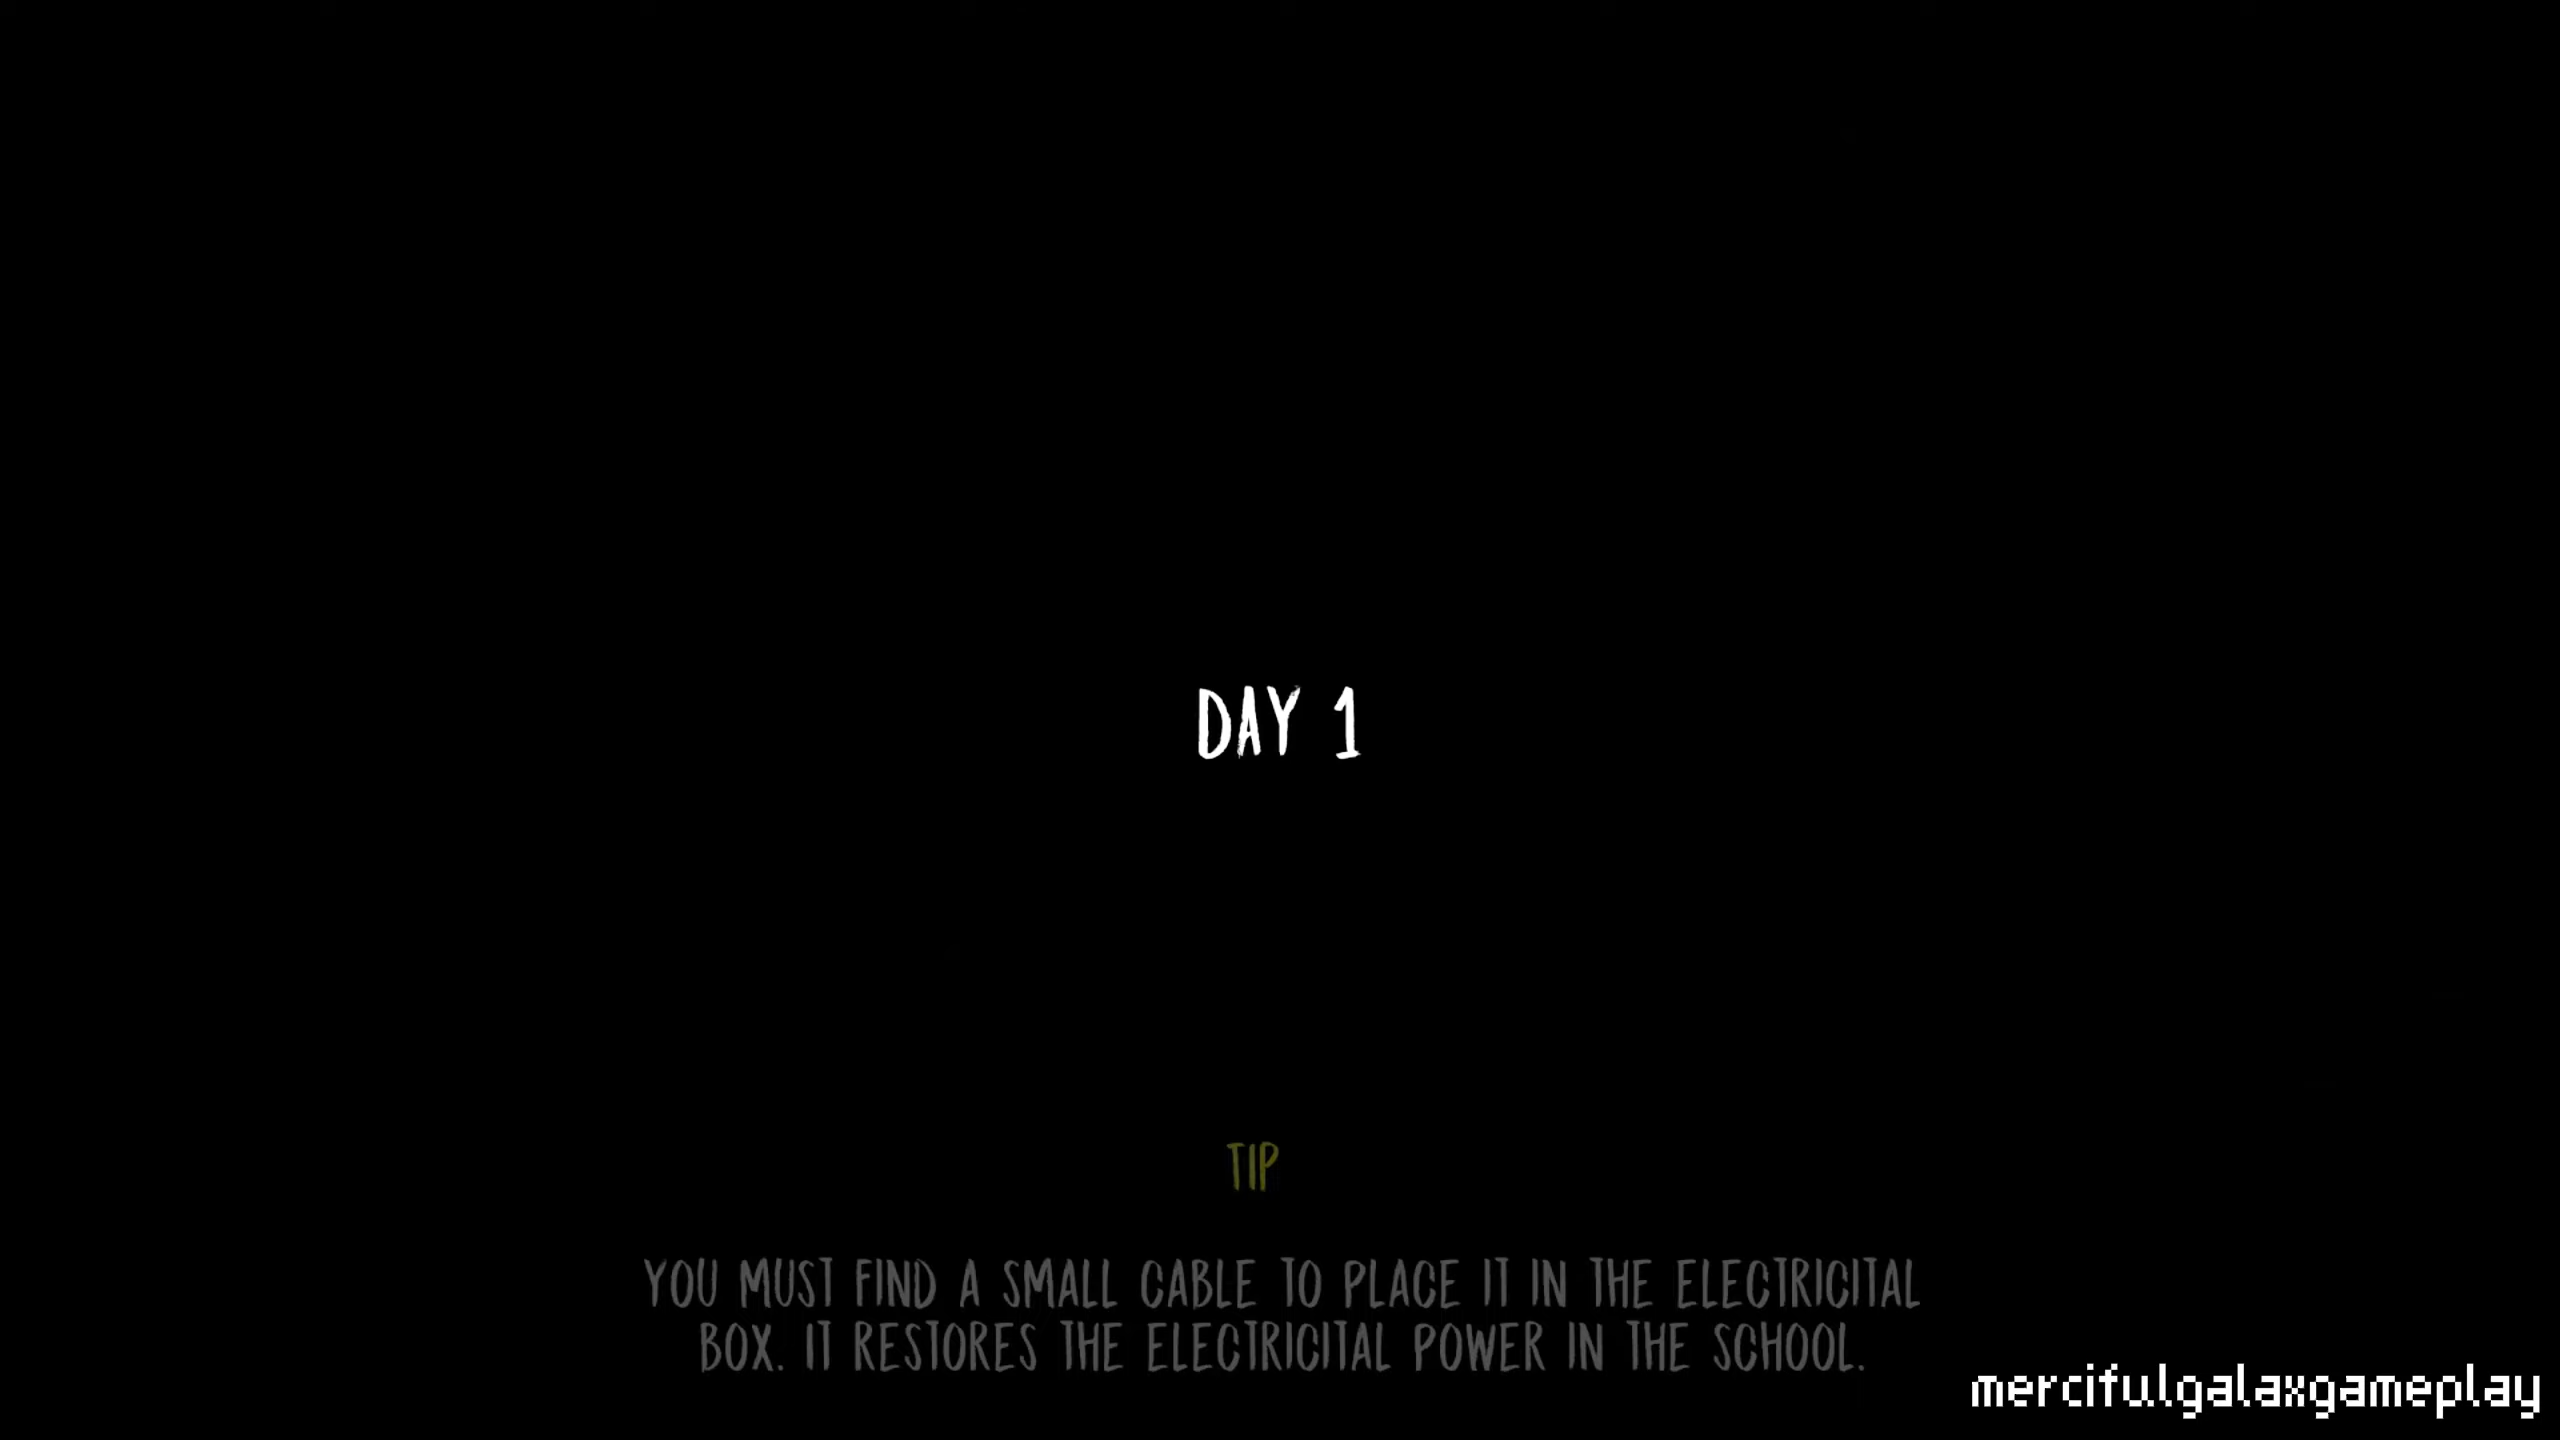 DAY 1
TIP
YOU MUST FIND A SMALL CABLE TO PLACE IT IN THE ELECTRICITAL
BOX. IT RESTORES THE ELECTRICITAL POWER IN THE SCHOOL.
mercifulgalaxgameplay